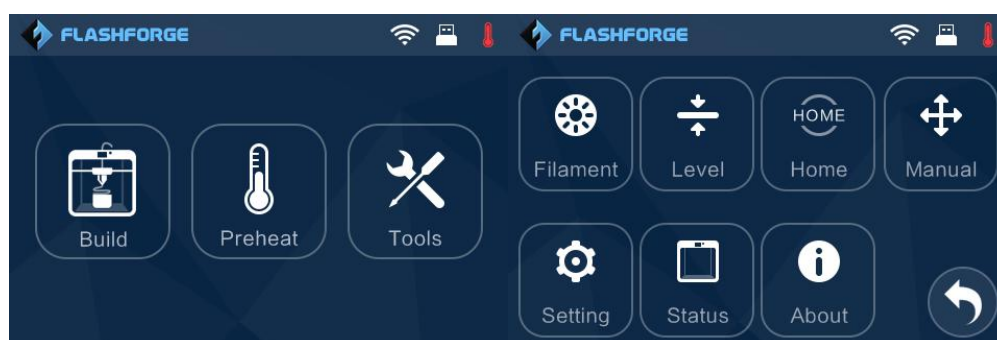 FLASHFORGE
Build Preheat Tools
FLASHFORGE
HOME
Filament Level Home Manual
Setting Status About